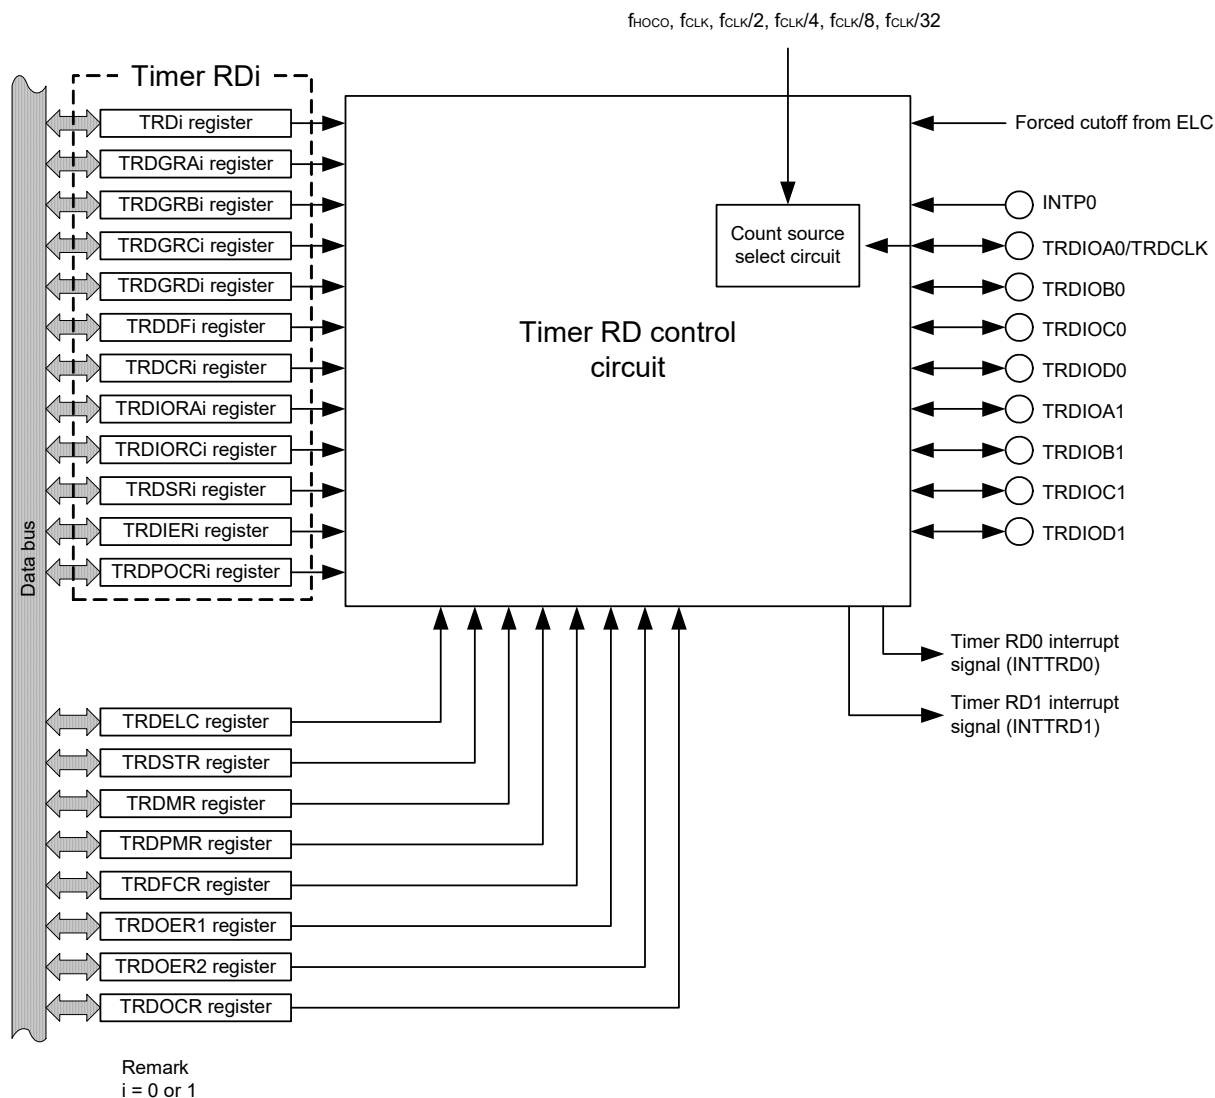 fHOCO, fCLK, fCLK/2, fCLK/4, fCLK/8, fCLK/32
Timer RDi
TRDi register
TRDGRAi register
TRDGRBi register
TRDGRCi register
TRDGRDi register
TRDDFi register
TRDCRi register
TRDIORAi register
TRDIORCi register
TRDSRi register
TRDIERi register
TRDPOCRi register
Data bus
Count source
select circuit
Timer RD control
circuit
Forced cutoff from ELC
INTP0
TRDIOA0/TRDCLK
TRDIOB0
TRDIOC0
TRDIOD0
TRDIOA1
TRDIOB1
TRDIOC1
TRDIOD1
Timer RD0 interrupt
signal (INTTRD0)
Timer RD1 interrupt
signal (INTTRD1)
TRDELC register
TRDSTR register
TRDMR register
TRDPMR register
TRDFCR register
TRDOER1 register
TRDOER2 register
TRDOCR register
Remark
i = 0 or 1